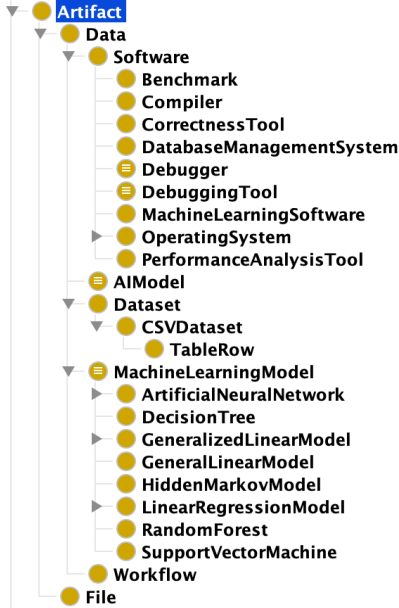 Artifact
Data
Software
Benchmark
Compiler
CorrectnessTool
DatabaseManagementSystem
Debugger
DebuggingTool
MachineLearningSoftware
OperatingSystem
PerformanceAnalysisTool
AIModel
Dataset
CSVDataset
TableRow
MachineLearningModel
ArtificialNeuralNetwork
DecisionTree
GeneralizedLinearModel
GeneralLinearModel
HiddenMarkovModel
LinearRegressionModel
RandomForest
SupportVectorMachine
Workflow
File